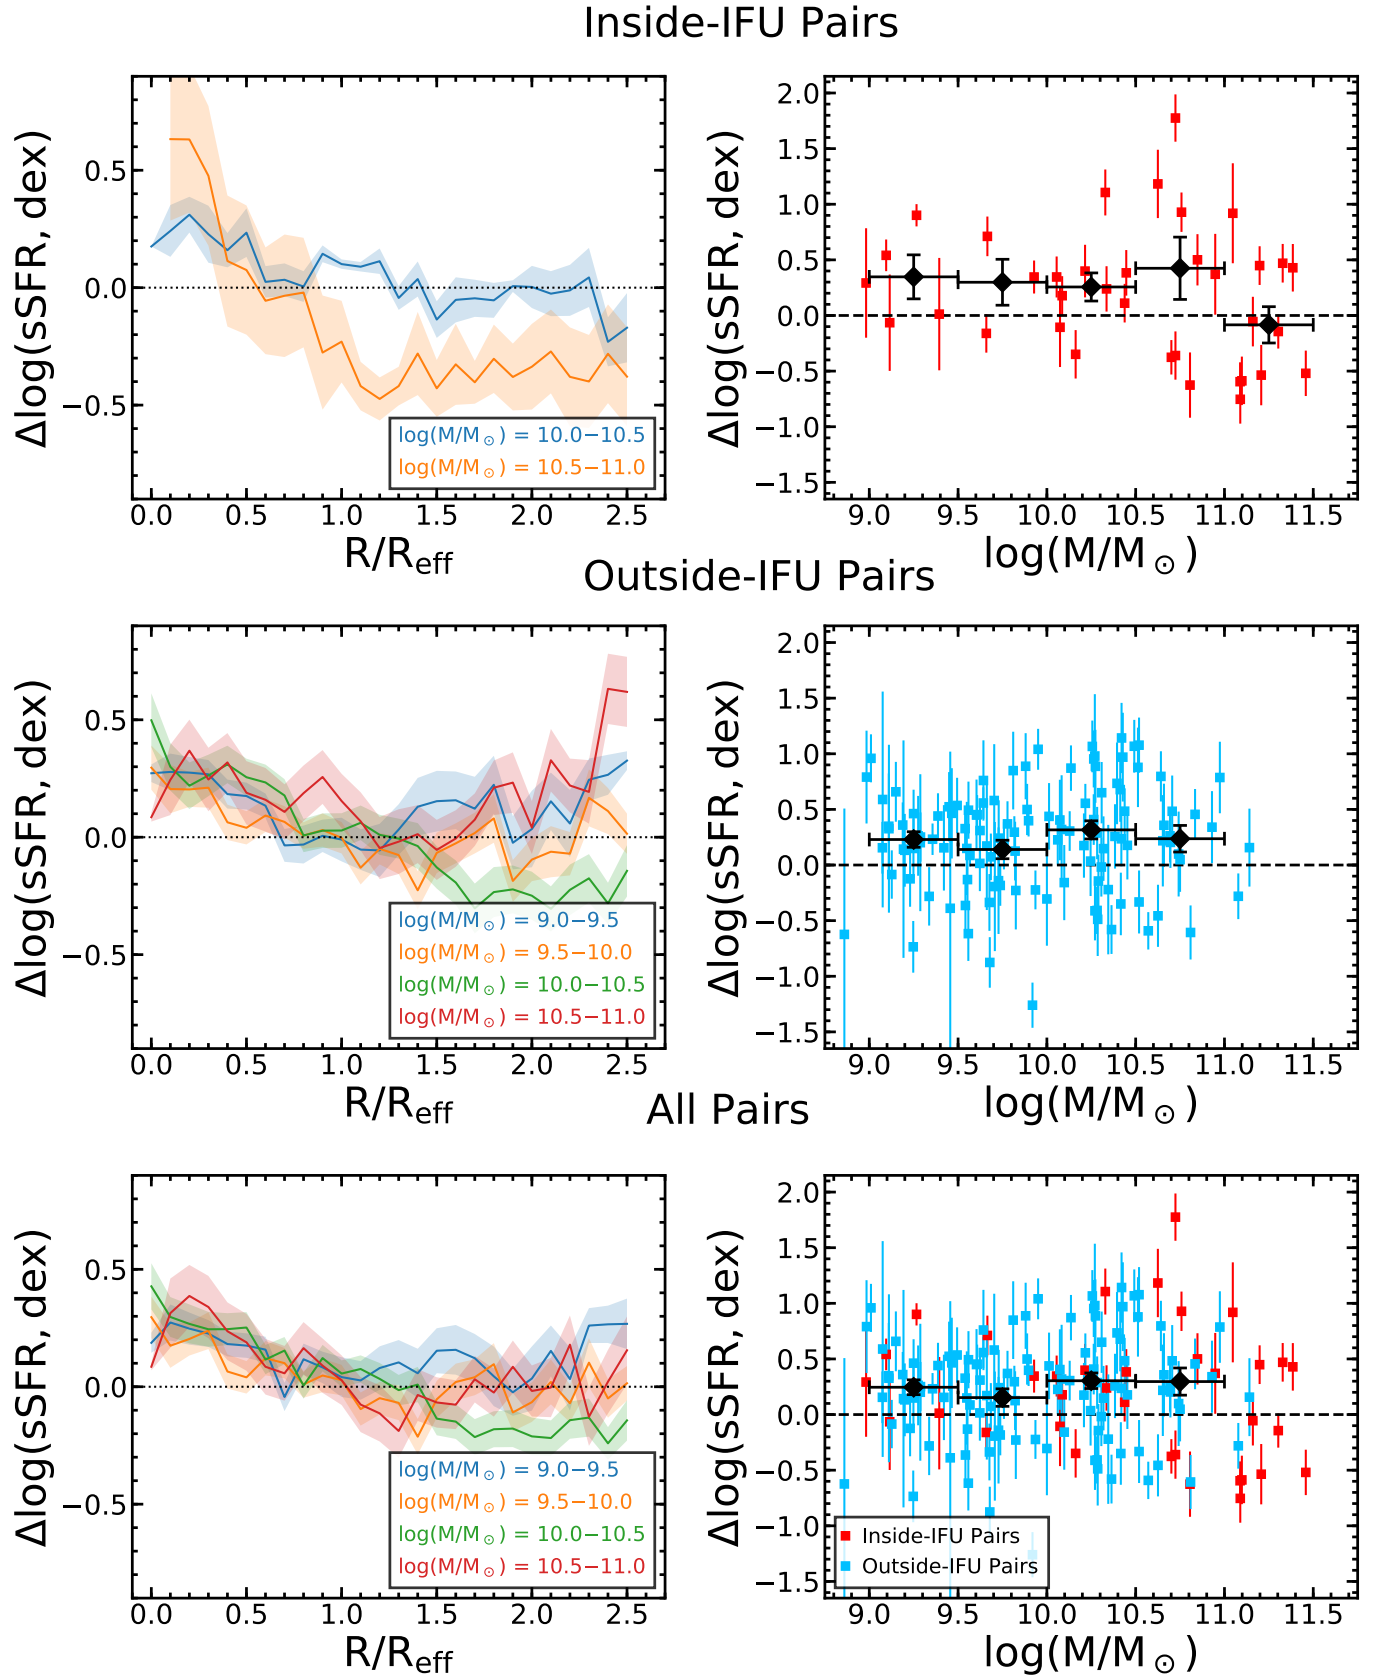 Inside-IFU Pairs
Δlog(sSFR, dex)
0.5
0.0
−0.5
0.0 0.5 1.0 1.5 2.0 2.5
R/Reff
log(M/M⊙) = 10.0−10.5
log(M/M⊙) = 10.5−11.0
Δlog(sSFR, dex)
2.0
1.5
1.0
0.5
0.0
−0.5
−1.0
−1.5
9.0 9.5 10.0 10.5 11.0 11.5
log(M/M⊙)
Outside-IFU Pairs
Δlog(sSFR, dex)
0.5
0.0
−0.5
0.0 0.5 1.0 1.5 2.0 2.5
R/Reff
log(M/M⊙) = 9.0−9.5
log(M/M⊙) = 9.5−10.0
log(M/M⊙) = 10.0−10.5
log(M/M⊙) = 10.5−11.0
Δlog(sSFR, dex)
2.0
1.5
1.0
0.5
0.0
−0.5
−1.0
−1.5
9.0 9.5 10.0 10.5 11.0 11.5
log(M/M⊙)
All Pairs
Δlog(sSFR, dex)
0.5
0.0
−0.5
0.0 0.5 1.0 1.5 2.0 2.5
R/Reff
log(M/M⊙) = 9.0−9.5
log(M/M⊙) = 9.5−10.0
log(M/M⊙) = 10.0−10.5
log(M/M⊙) = 10.5−11.0
Δlog(sSFR, dex)
2.0
1.5
1.0
0.5
0.0
−0.5
−1.0
−1.5
9.0 9.5 10.0 10.5 11.0 11.5
log(M/M⊙)
Inside-IFU Pairs
Outside-IFU Pairs